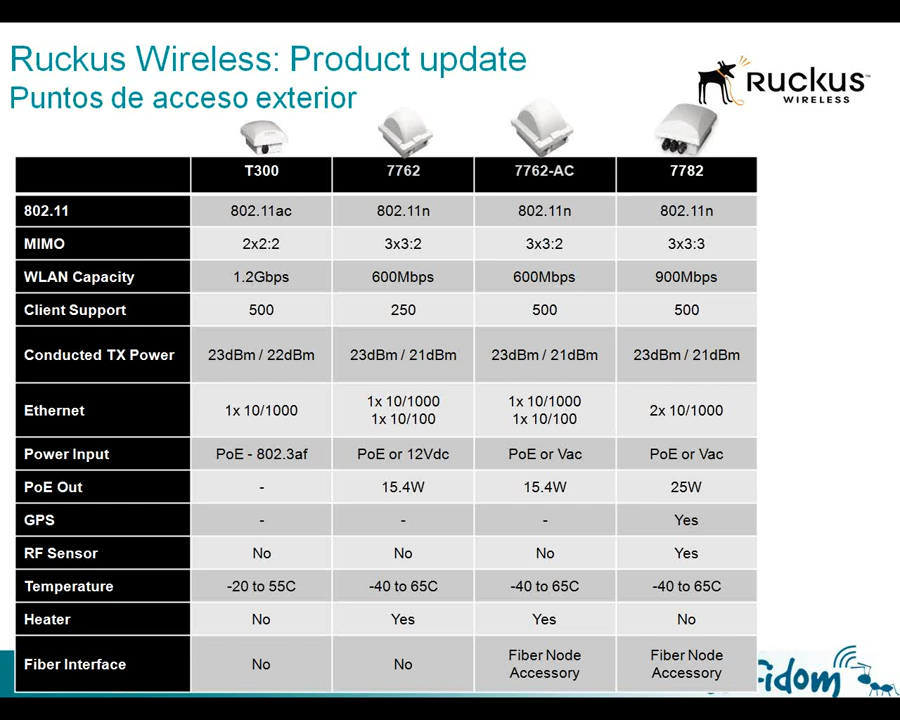 Ruckus Wireless: Product update
Puntos de acceso exterior
Ruckus™
WIRELESS
T300 7762 7762-AC 7782
802.11 802.11ac 802.11n 802.11n 802.11n
MIMO 2x2:2 3x3:2 3x3:2 3x3:3
WLAN Capacity 1.2Gbps 600Mbps 600Mbps 900Mbps
Client Support 500 250 500 500
Conducted TX Power 23dBm / 22dBm 23dBm / 21dBm 23dBm / 21dBm 23dBm / 21dBm
Ethernet 1x 10/1000 1x 10/1000 1x 10/100 1x 10/1000 1x 10/100 2x 10/1000
Power Input PoE - 802.3af PoE or 12Vdc PoE or Vac PoE or Vac
PoE Out - 15.4W 15.4W 25W
GPS - - - Yes
RF Sensor No No No Yes
Temperature -20 to 55C -40 to 65C -40 to 65C -40 to 65C
Heater No Yes Yes No
Fiber Interface No No Fiber Node Accessory Fiber Node Accessory